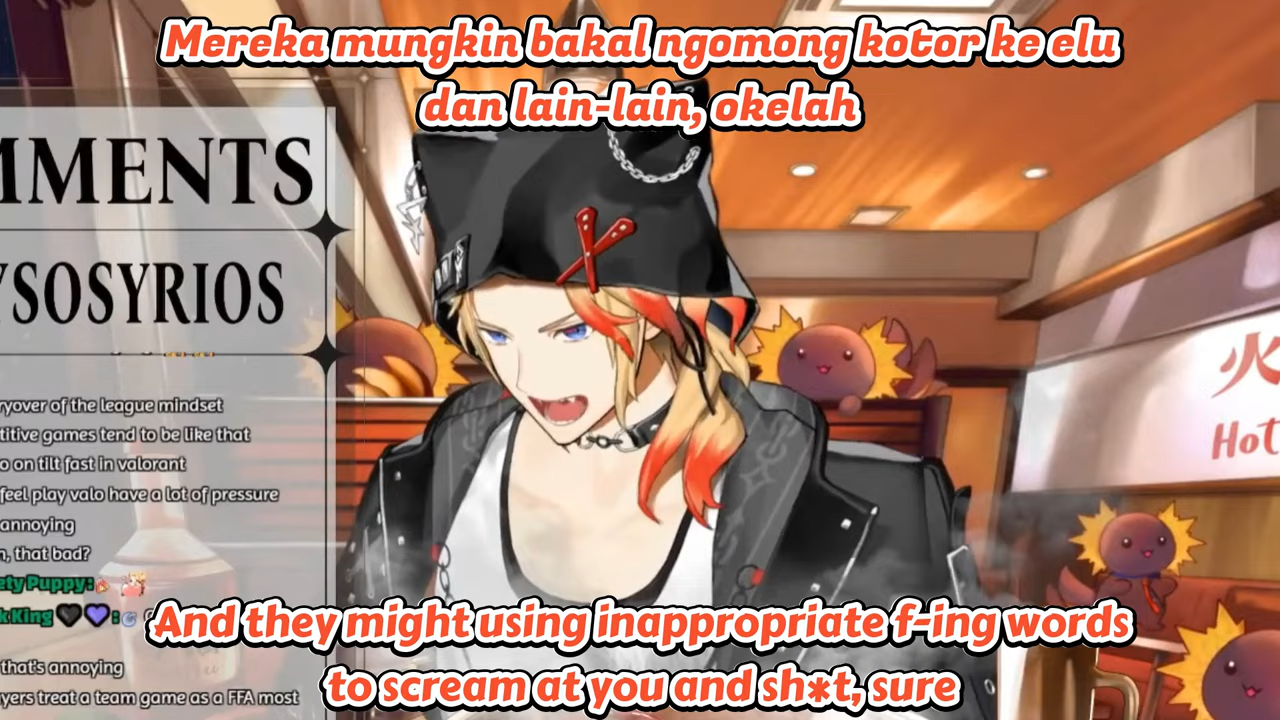 Mereka mungkin bakal ngomong kotor ke elu
dan lain-lain, okelah
MMENTS
YSOSYRIOS
ryover of the league mindset
titive games tend to be like that
o on tilt fast in valorant
feel play valo have a lot of pressure
annoying
n, that bad?
ety Puppy:
k King 🖤💜:
火
Hot
And they might using inappropriate f-ing words
to scream at you and sh*t, sure
that's annoying
yers treat a team game as a FFA most